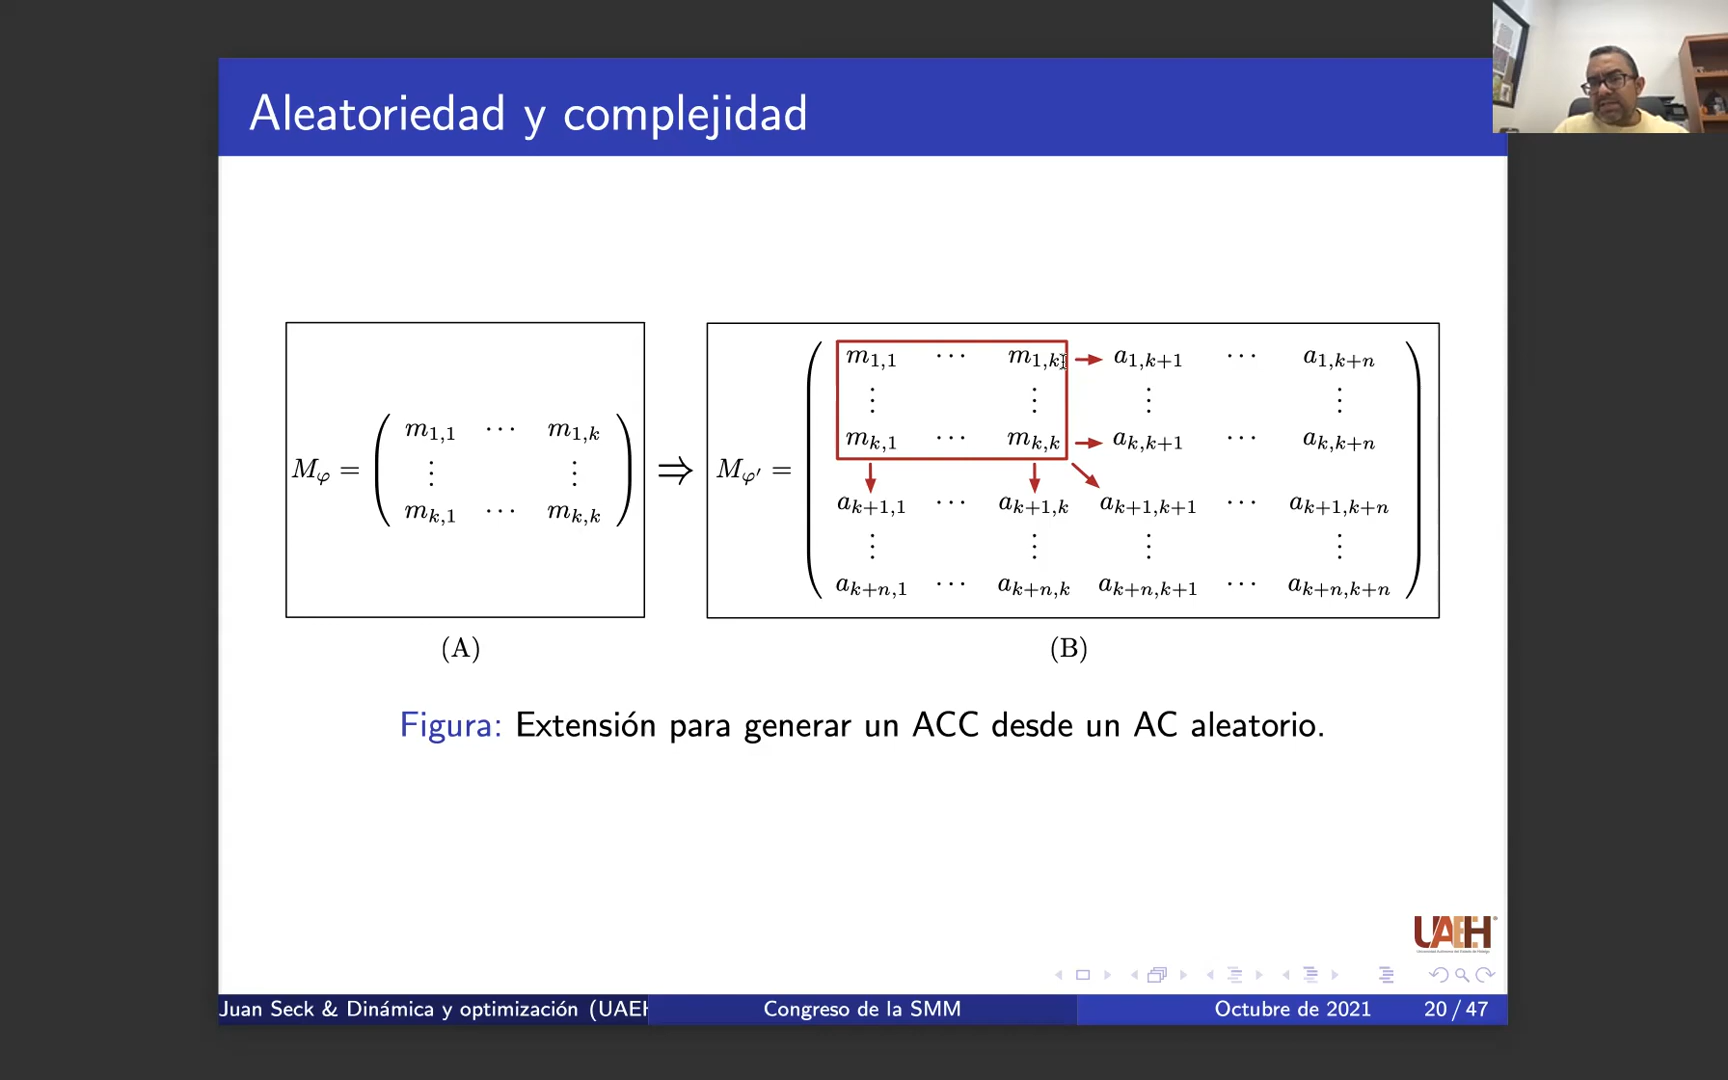 Aleatoriedad y complejidad
M_φ = ( m_{1,1} ⋯ m_{1,k}
⋮ ⋮
m_{k,1} ⋯ m_{k,k} )
(A)
⇒
M_{φ'} = ( m_{1,1} ⋯ m_{1,k} → a_{1,k+1} ⋯ a_{1,k+n}
⋮ ⋮ ⋮ ⋮
m_{k,1} ⋯ m_{k,k} → a_{k,k+1} ⋯ a_{k,k+n}
a_{k+1,1} ⋯ a_{k+1,k} a_{k+1,k+1} ⋯ a_{k+1,k+n}
⋮ ⋮ ⋮ ⋮
a_{k+n,1} ⋯ a_{k+n,k} a_{k+n,k+1} ⋯ a_{k+n,k+n} )
(B)
Figura: Extensión para generar un ACC desde un AC aleatorio.
UAEH
Juan Seck & Dinámica y optimización (UAEH Congreso de la SMM Octubre de 2021 20 / 47